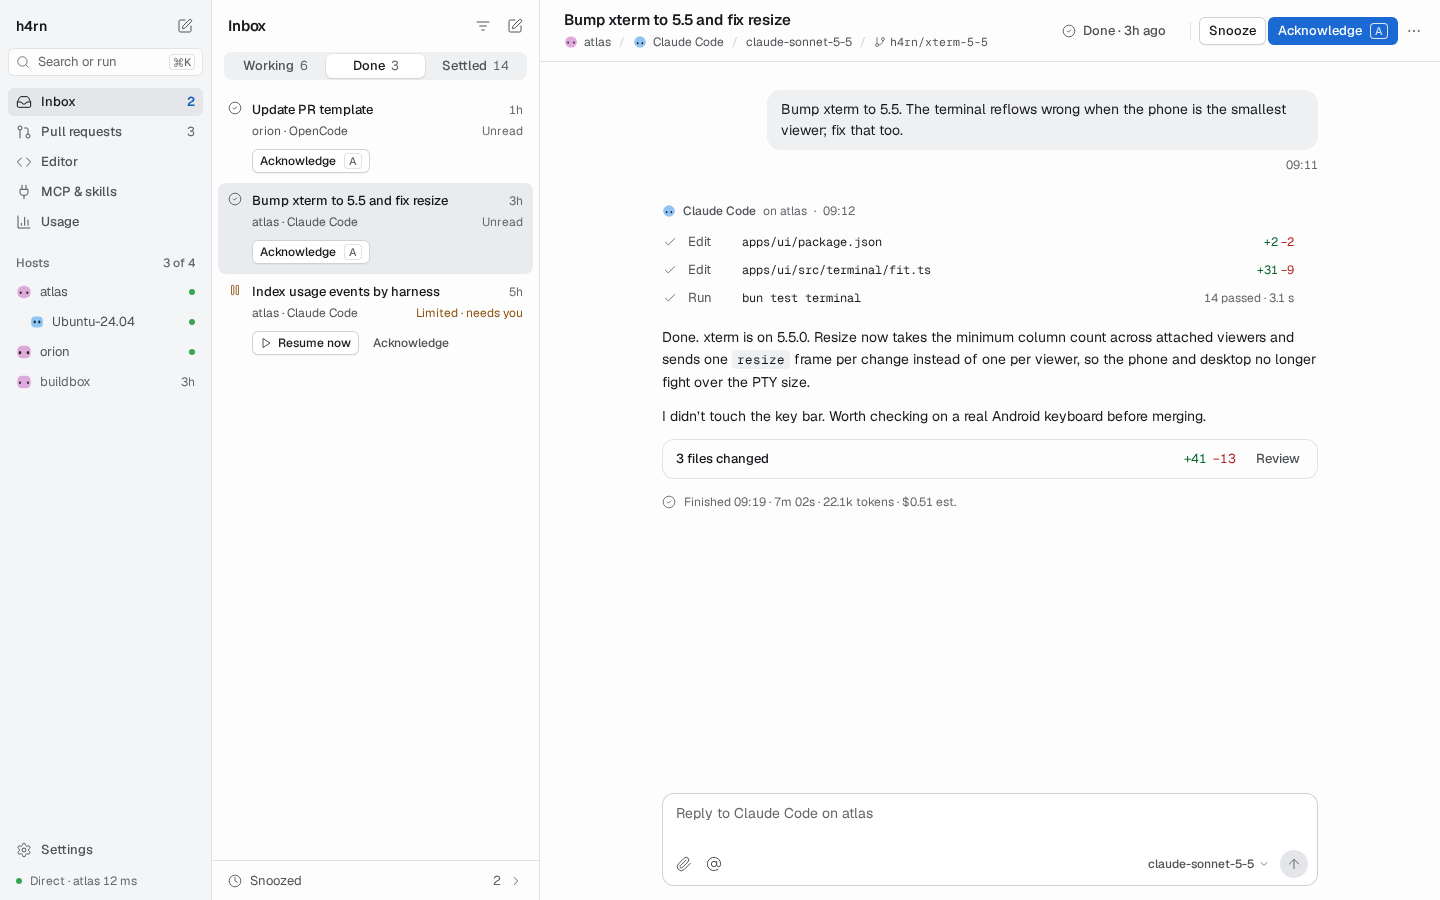 h4rn
Search or run ⌘K
Inbox 2
Pull requests 3
Editor
MCP & skills
Usage
Hosts 3 of 4
atlas
Ubuntu-24.04
orion
buildbox 3h
Settings
Direct · atlas 12 ms
Inbox
Working 6 Done 3 Settled 14
Update PR template 1h
orion · OpenCode Unread
Acknowledge A
Bump xterm to 5.5 and fix resize 3h
atlas · Claude Code Unread
Acknowledge A
Index usage events by harness 5h
atlas · Claude Code Limited · needs you
Resume now Acknowledge
Snoozed 2
Bump xterm to 5.5 and fix resize
atlas / Claude Code / claude-sonnet-5-5 / h4rn/xterm-5-5
Done · 3h ago Snooze Acknowledge A
Bump xterm to 5.5. The terminal reflows wrong when the phone is the smallest
viewer; fix that too.
09:11
Claude Code on atlas · 09:12
Edit apps/ui/package.json +2 −2
Edit apps/ui/src/terminal/fit.ts +31 −9
Run bun test terminal 14 passed · 3.1 s
Done. xterm is on 5.5.0. Resize now takes the minimum column count across attached viewers and
sends one resize frame per change instead of one per viewer, so the phone and desktop no longer
fight over the PTY size.
I didn’t touch the key bar. Worth checking on a real Android keyboard before merging.
3 files changed +41 −13 Review
Finished 09:19 · 7m 02s · 22.1k tokens · $0.51 est.
Reply to Claude Code on atlas
claude-sonnet-5-5